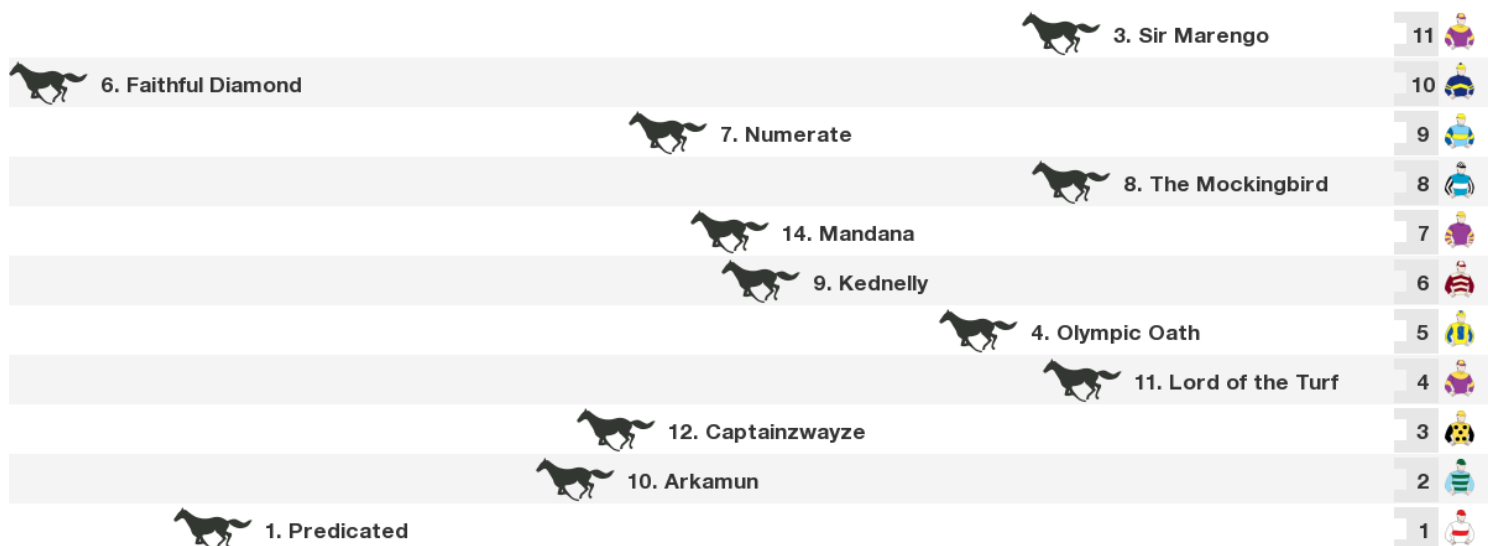 3. Sir Marengo 11
6. Faithful Diamond 10
7. Numerate 9
8. The Mockingbird 8
14. Mandana 7
9. Kednelly 6
4. Olympic Oath 5
11. Lord of the Turf 4
12. Captainzwayze 3
10. Arkamun 2
1. Predicated 1